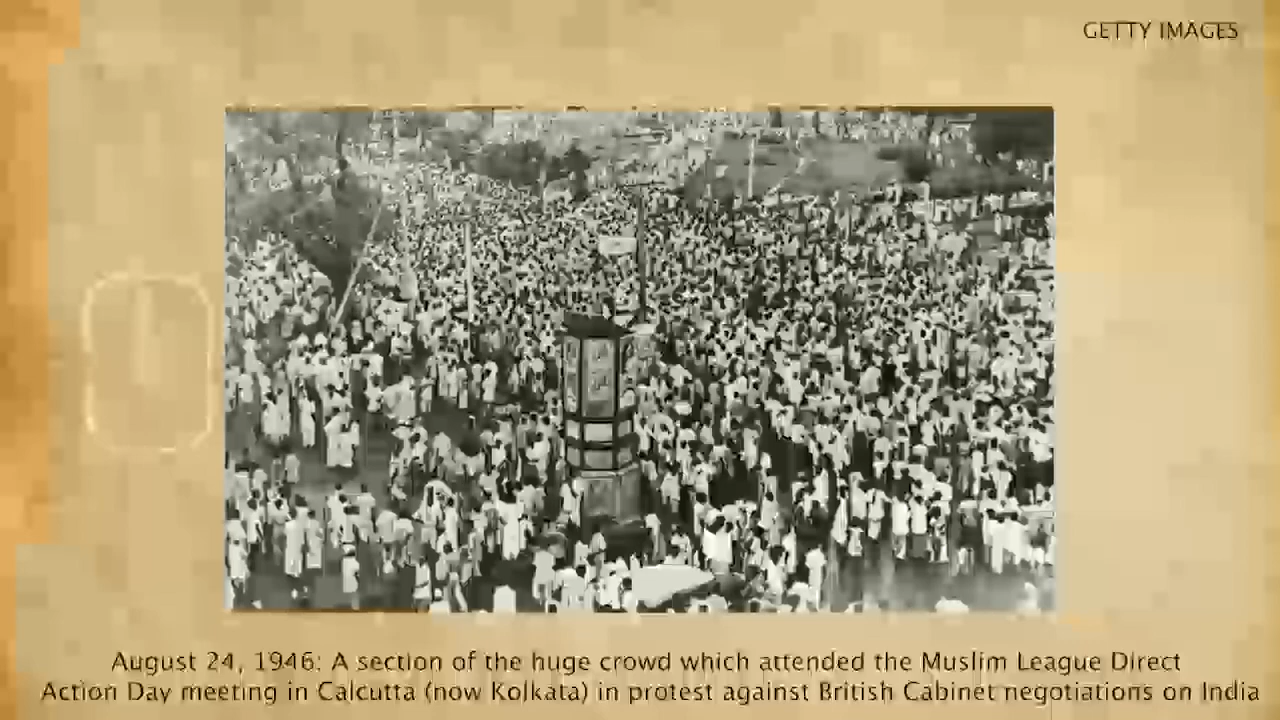 GETTY IMAGES
August 24, 1946: A section of the huge crowd which attended the Muslim League Direct
Action Day meeting in Calcutta (now Kolkata) in protest against British Cabinet negotiations on India